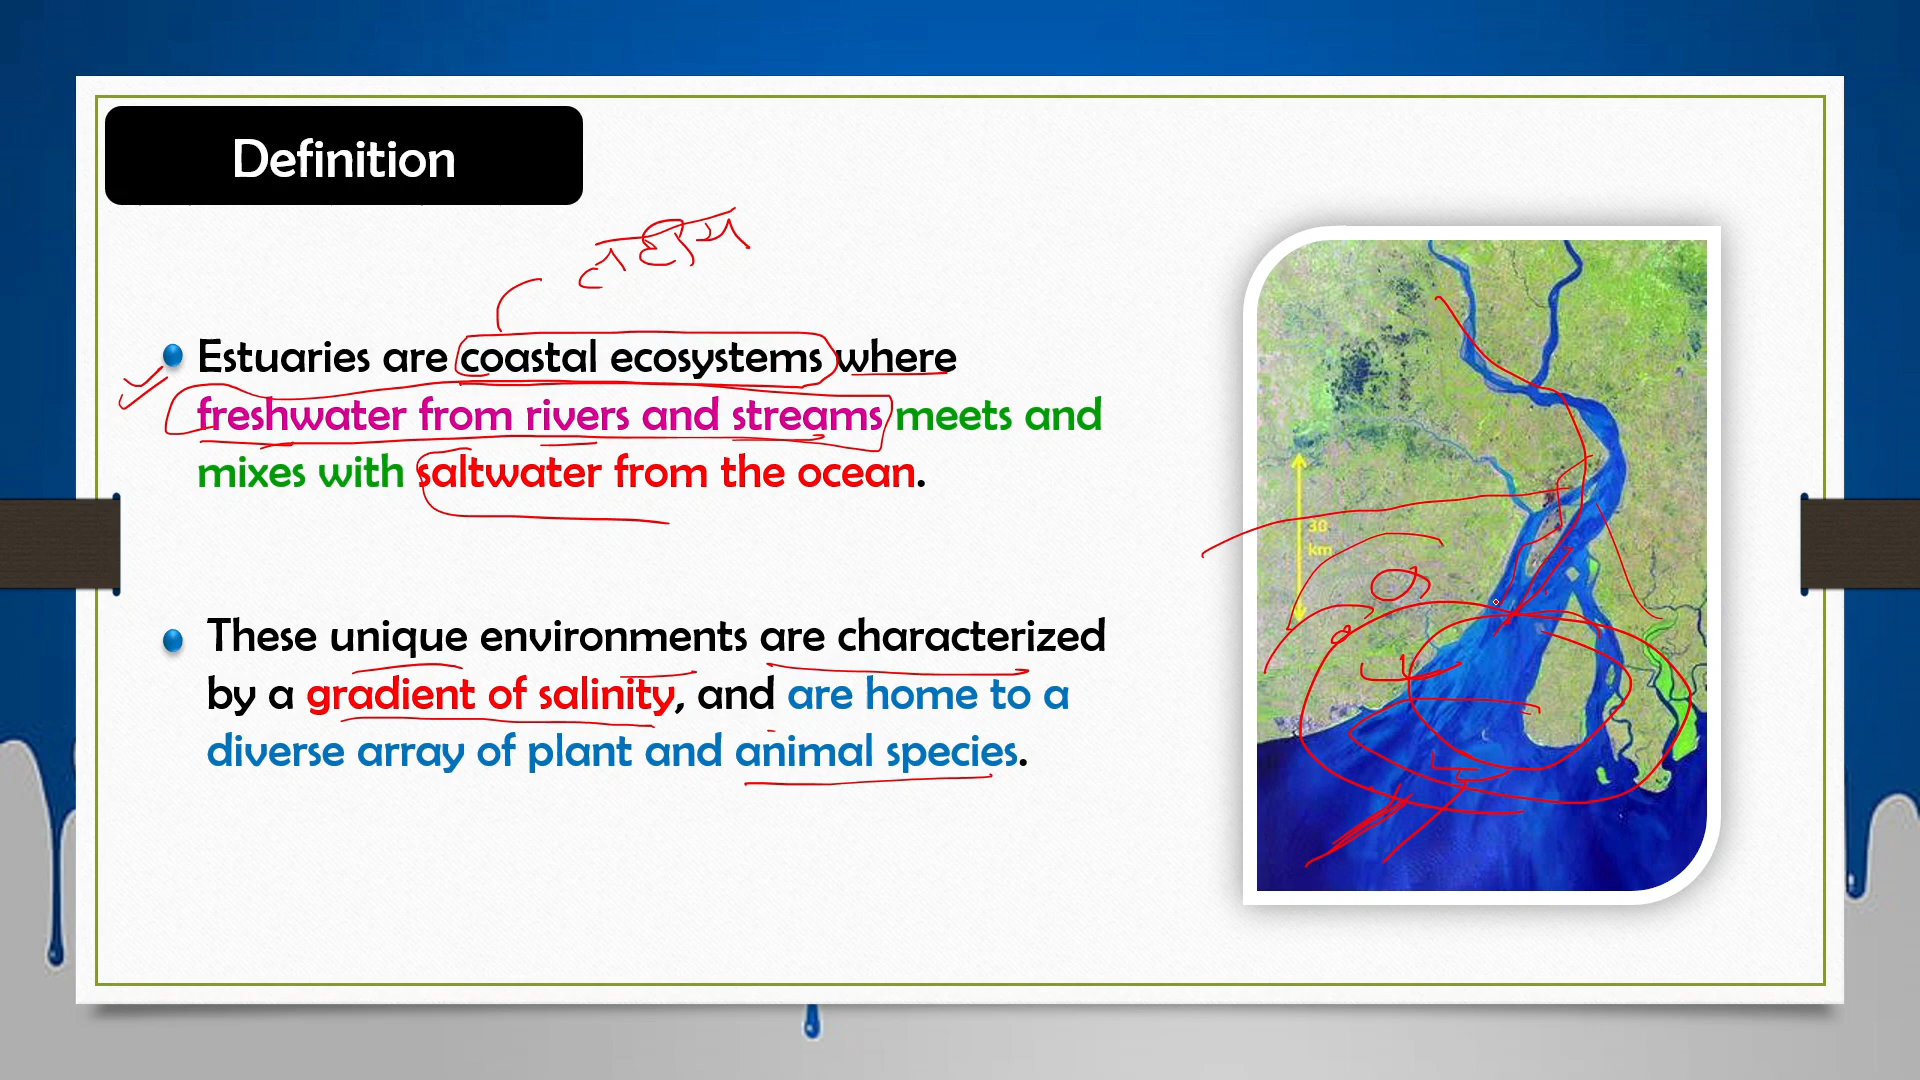 Definition
Estuaries are coastal ecosystems where
freshwater from rivers and streams meets and
mixes with saltwater from the ocean.
These unique environments are characterized
by a gradient of salinity, and are home to a
diverse array of plant and animal species.
30
km